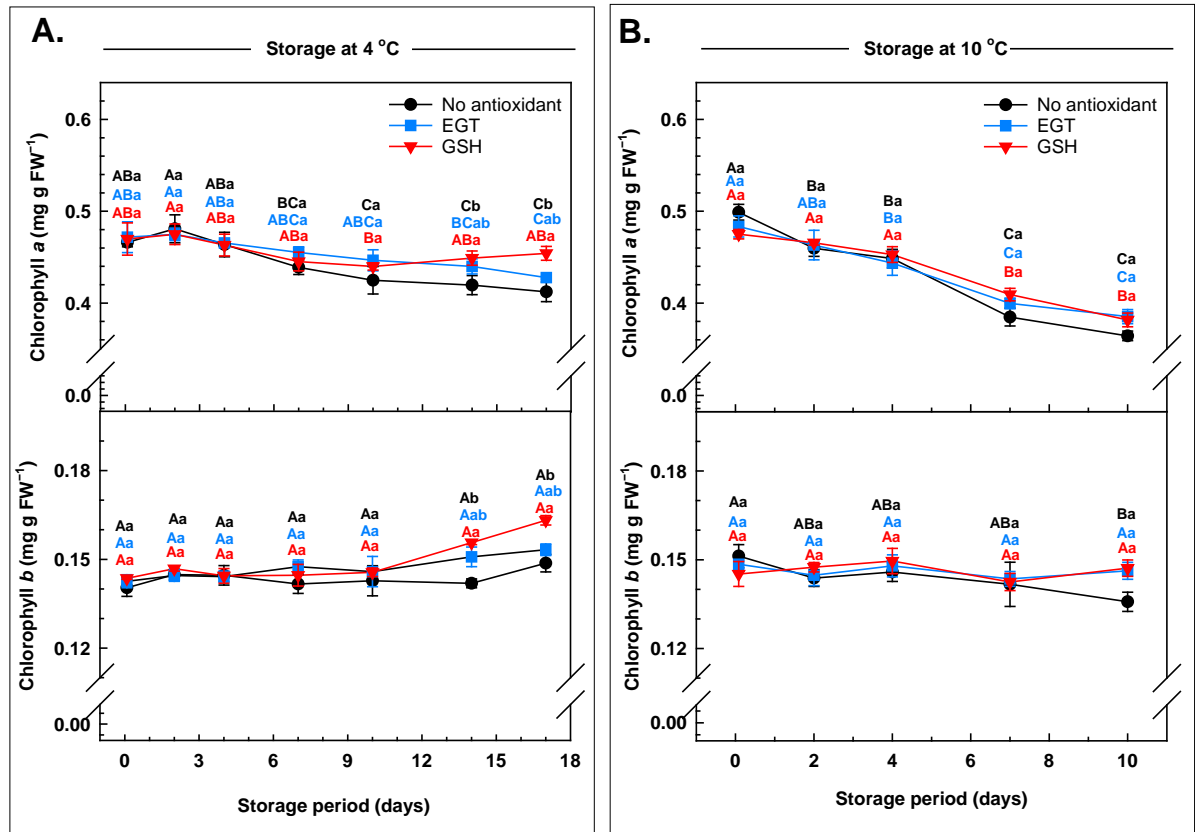 A.
Storage at 4 °C
No antioxidant
EGT
GSH
Chlorophyll a (mg g FW⁻¹)
0.6
0.5
0.4
0.0
ABa Aa ABa BCa Ca Cb Cb
ABa Aa ABa ABCa ABCa BCab Cab
ABa Aa ABa ABa Ba ABa ABa
Chlorophyll b (mg g FW⁻¹)
0.18
0.15
0.12
0.00
Aa Aa Aa Aa Aa Ab Ab
Aa Aa Aa Aa Aa Aab Aab
Aa Aa Aa Aa Aa Aa Aa
0 3 6 9 12 15 18
Storage period (days)
B.
Storage at 10 °C
No antioxidant
EGT
GSH
Chlorophyll a (mg g FW⁻¹)
0.6
0.5
0.4
0.0
Aa Ba Ba Ca Ca
Aa ABa Ba Ca Ca
Aa Aa Aa Ba Ba
Chlorophyll b (mg g FW⁻¹)
0.18
0.15
0.12
0.00
Aa ABa ABa ABa Ba
Aa Aa Aa Aa Aa
Aa Aa Aa Aa Aa
0 2 4 6 8 10
Storage period (days)